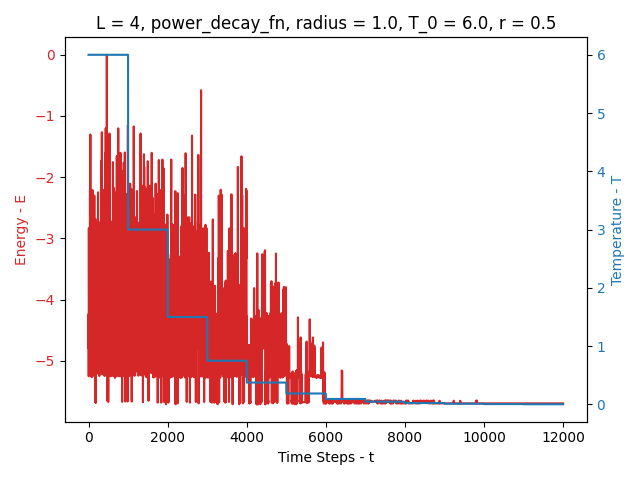 L = 4, power_decay_fn, radius = 1.0, T_0 = 6.0, r = 0.5
Energy - E
0
−1
−2
−3
−4
−5
6
5
4
3
2
1
0
Temperature - T
0 2000 4000 6000 8000 10000 12000
Time Steps - t